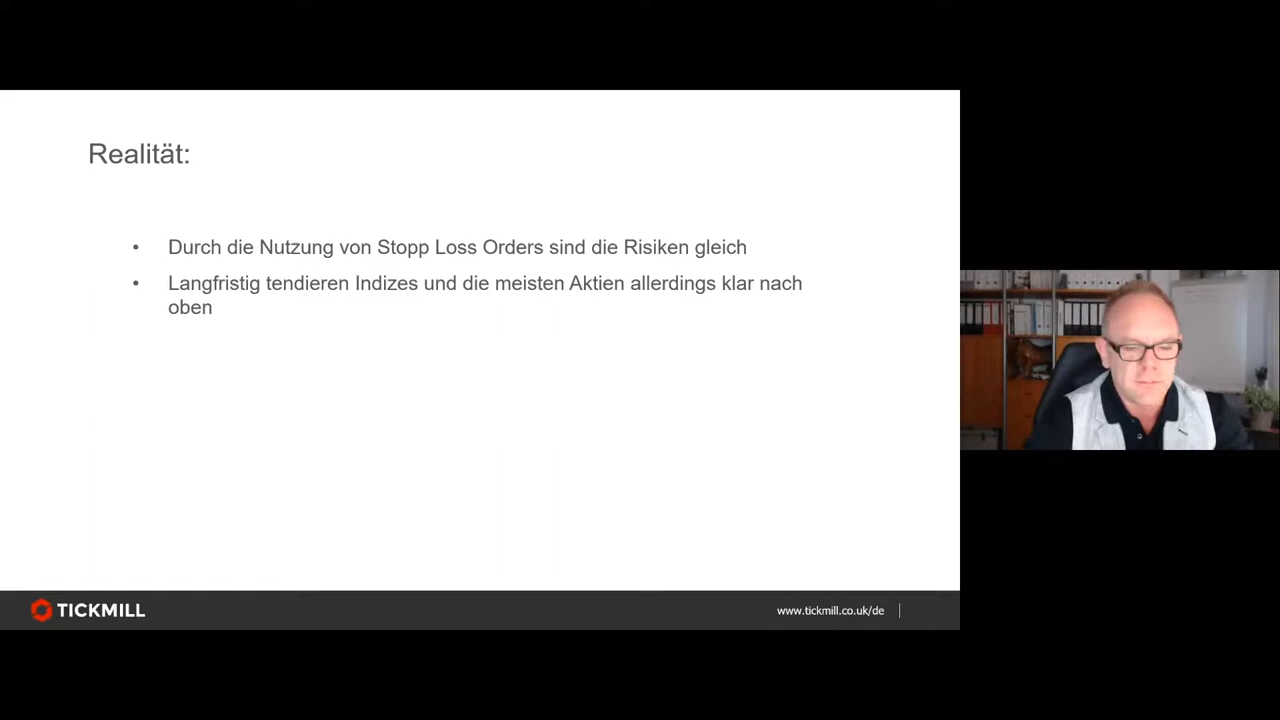 Realität:
• Durch die Nutzung von Stopp Loss Orders sind die Risiken gleich
• Langfristig tendieren Indizes und die meisten Aktien allerdings klar nach
oben
TICKMILL
www.tickmill.co.uk/de